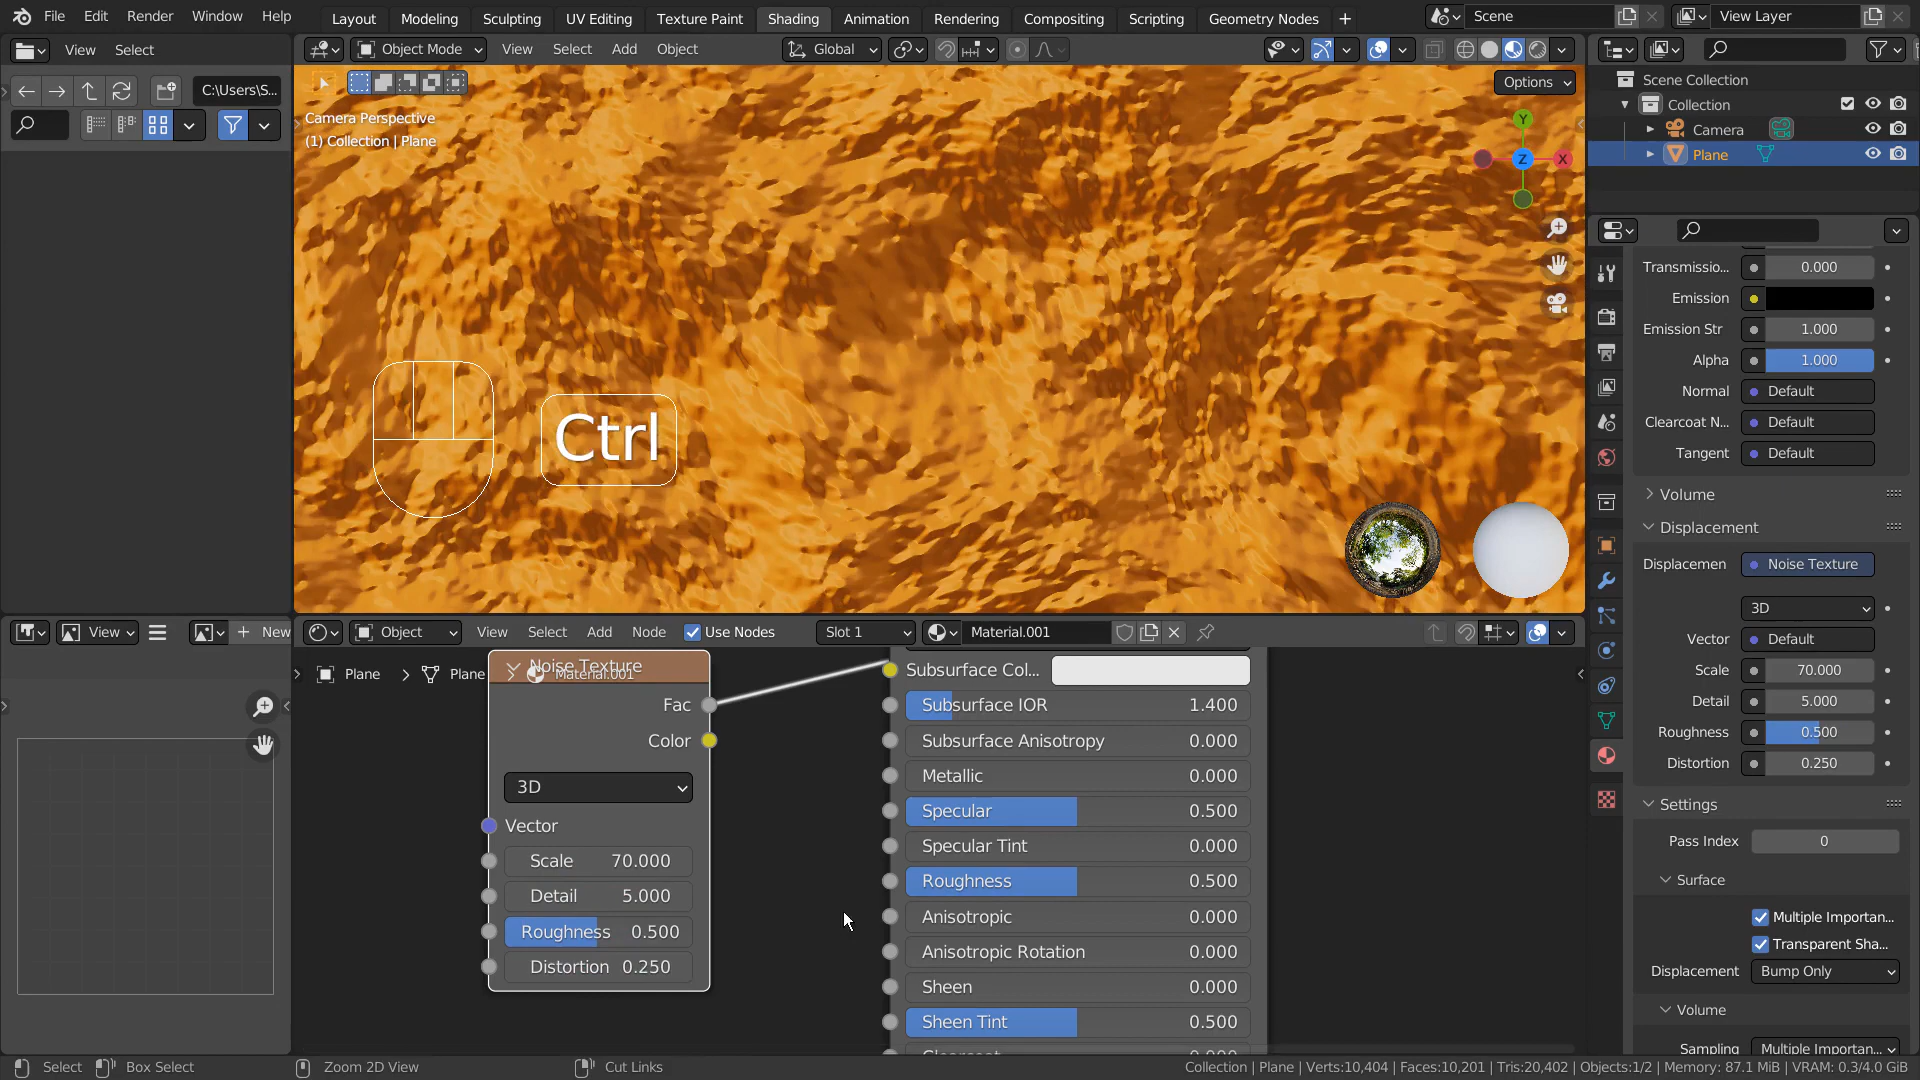 File Edit Render Window Help Layout Modeling Sculpting UV Editing Texture Paint Shading Animation Rendering Compositing Scripting Geometry Nodes + Scene View Layer
View Select Object Mode View Select Add Object Global
C:\Users\S...
Options
Camera Perspective
(1) Collection | Plane
Y
Z
X
Ctrl
Scene Collection
Collection
Camera
Plane
Transmissio... 0.000
Emission
Emission Str 1.000
Alpha 1.000
Normal Default
Clearcoat N... Default
Tangent Default
Volume
Displacement
Displacemen Noise Texture
3D
Vector Default
Scale 70.000
Detail 5.000
Roughness 0.500
Distortion 0.250
Settings
Pass Index 0
Surface
Multiple Importan...
Transparent Sha...
Displacement Bump Only
Volume
Sampling Multiple Importan...
View + New
Object View Select Add Node Use Nodes Slot 1 Material.001
Plane > Plane > Material.001
Noise Texture
Fac
Color
3D
Vector
Scale 70.000
Detail 5.000
Roughness 0.500
Distortion 0.250
Subsurface Col...
Subsurface IOR 1.400
Subsurface Anisotropy 0.000
Metallic 0.000
Specular 0.500
Specular Tint 0.000
Roughness 0.500
Anisotropic 0.000
Anisotropic Rotation 0.000
Sheen 0.000
Sheen Tint 0.500
Select Box Select Zoom 2D View Cut Links Collection | Plane | Verts:10,404 | Faces:10,201 | Tris:20,402 | Objects:1/2 | Memory: 87.1 MiB | VRAM: 0.3/4.0 GiB